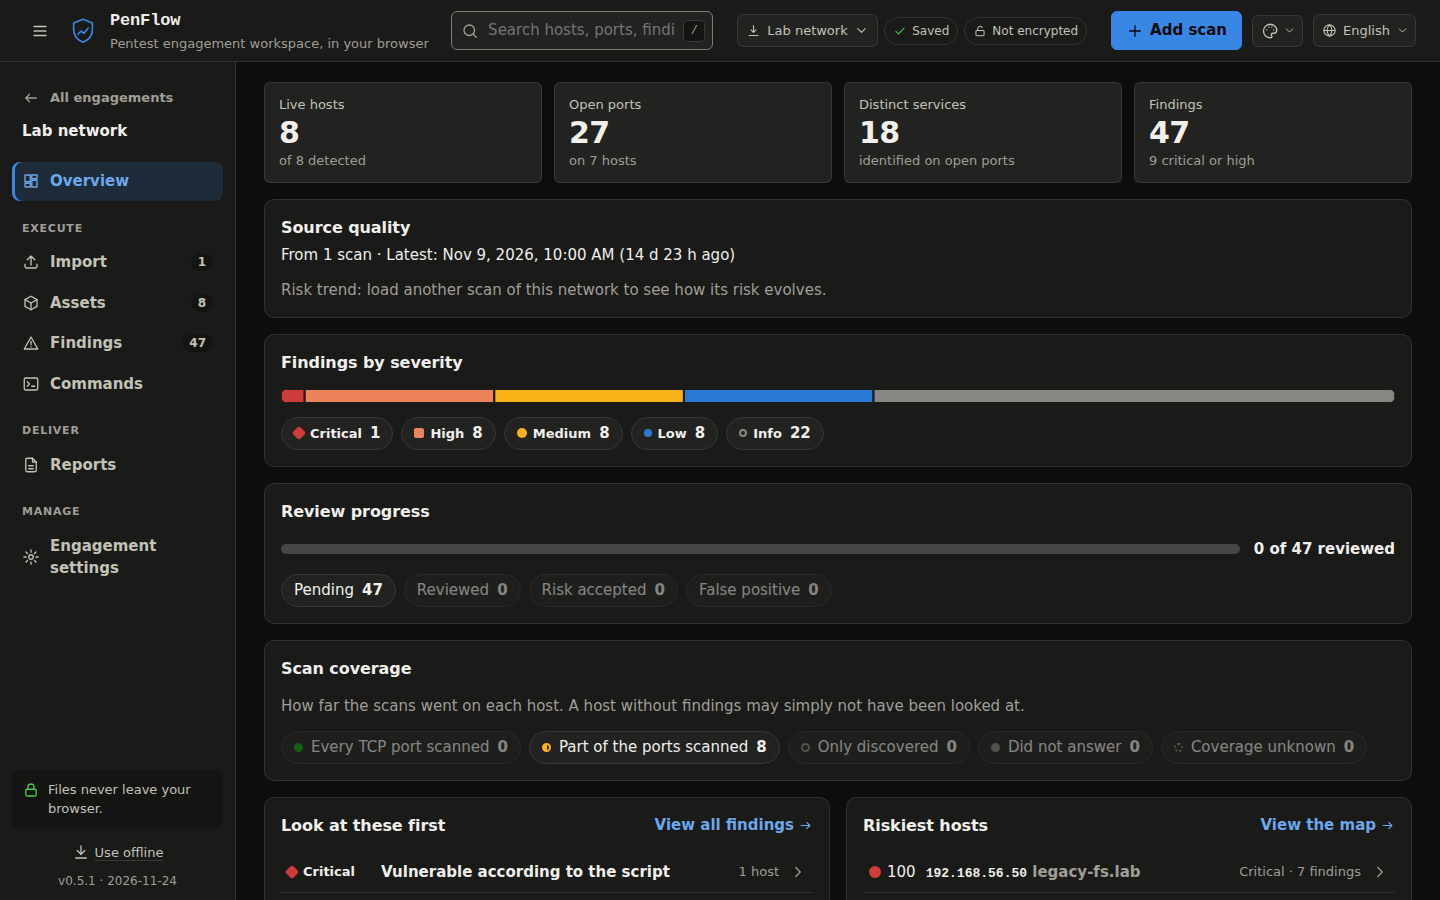 PenFlow
Pentest engagement workspace, in your browser
Search hosts, ports, findi
/
Lab network
Saved
Not encrypted
Add scan
English
All engagements
Lab network
Overview
EXECUTE
Import 1
Assets 8
Findings 47
Commands
DELIVER
Reports
MANAGE
Engagement
settings
Files never leave your
browser.
Use offline
v0.5.1 · 2026-11-24
Live hosts
8
of 8 detected
Open ports
27
on 7 hosts
Distinct services
18
identified on open ports
Findings
47
9 critical or high
Source quality
From 1 scan · Latest: Nov 9, 2026, 10:00 AM (14 d 23 h ago)
Risk trend: load another scan of this network to see how its risk evolves.
Findings by severity
Critical 1 High 8 Medium 8 Low 8 Info 22
Review progress
0 of 47 reviewed
Pending 47 Reviewed 0 Risk accepted 0 False positive 0
Scan coverage
How far the scans went on each host. A host without findings may simply not have been looked at.
Every TCP port scanned 0 Part of the ports scanned 8 Only discovered 0 Did not answer 0 Coverage unknown 0
Look at these first View all findings →
Critical Vulnerable according to the script 1 host
Riskiest hosts View the map →
100 192.168.56.50 legacy-fs.lab Critical · 7 findings